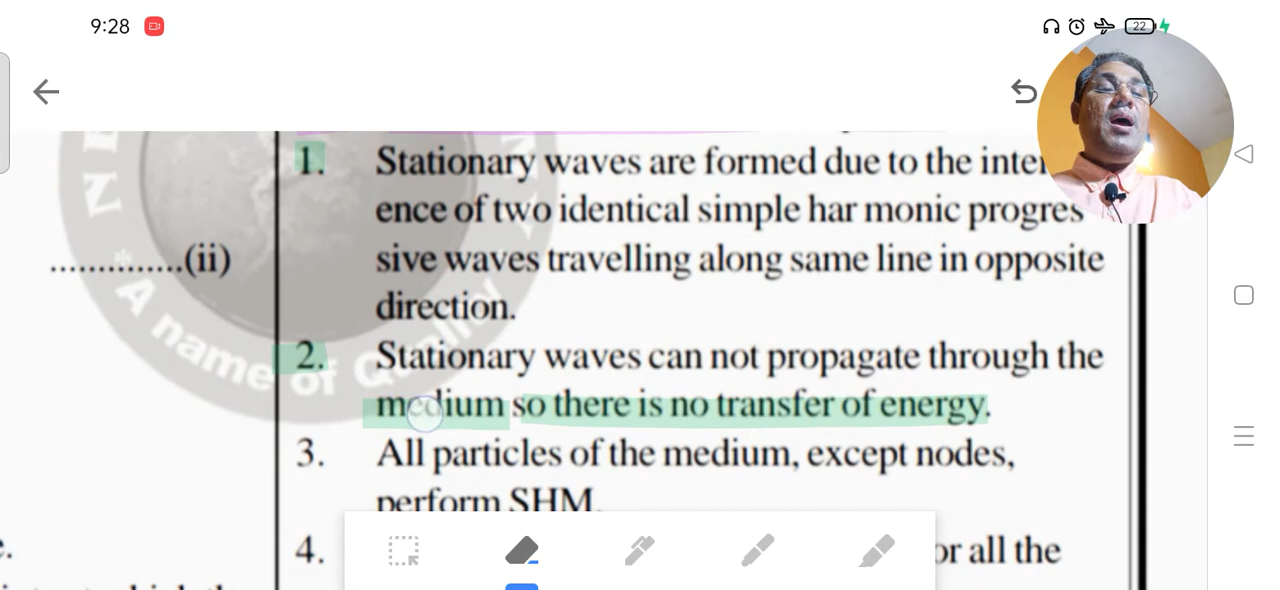 9:28
22
1. Stationary waves are formed due to the inter
ence of two identical simple har monic progres
sive waves travelling along same line in opposite
direction.
..............(ii)
2. Stationary waves can not propagate through the
medium so there is no transfer of energy.
3. All particles of the medium, except nodes,
perform SHM.
4. or all the
A name of Quality